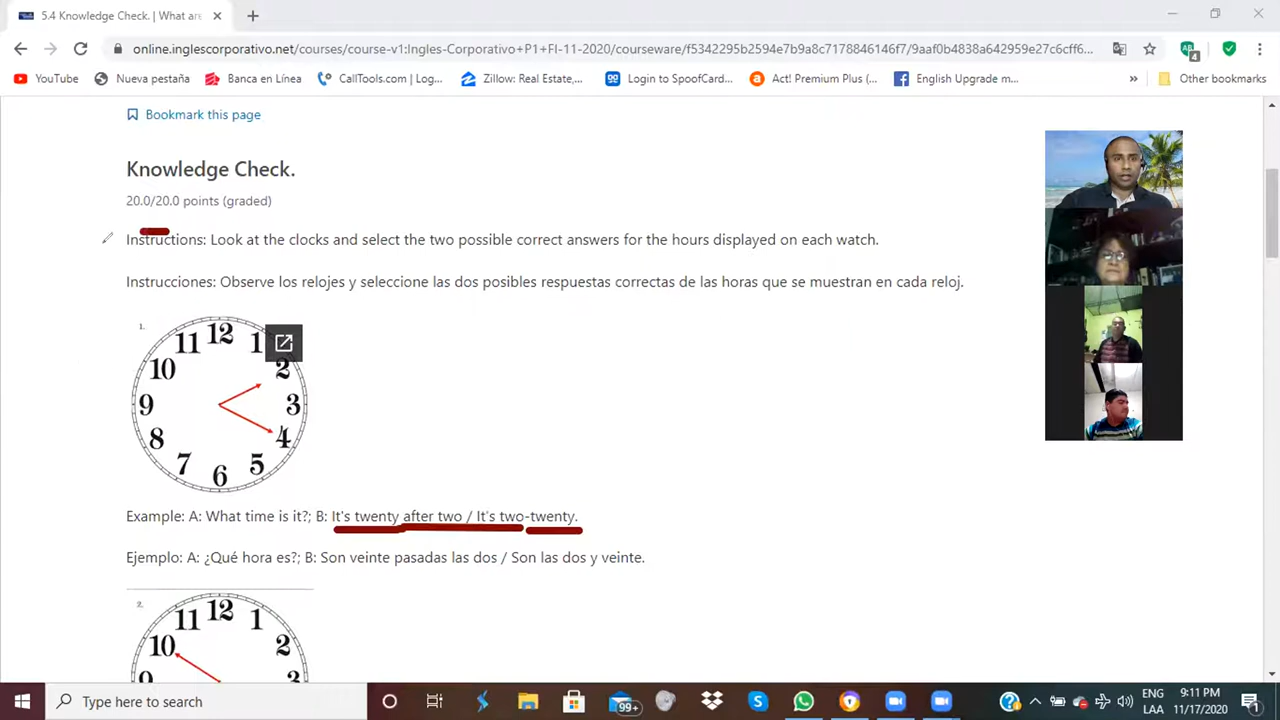 5.4 Knowledge Check. | What are
online.inglescorporativo.net/courses/course-v1:Ingles-Corporativo+P1+FI-11-2020/courseware/f5342295b2594e7b9a8c7178846146f7/9aaf0b4838a642959e27c6cff6...
4
YouTube Nueva pestaña Banca en Línea CallTools.com | Log... Zillow: Real Estate,... Login to SpoofCard... Act! Premium Plus (... English Upgrade m... » Other bookmarks
Bookmark this page
Knowledge Check.
20.0/20.0 points (graded)
Instructions: Look at the clocks and select the two possible correct answers for the hours displayed on each watch.
Instrucciones: Observe los relojes y seleccione las dos posibles respuestas correctas de las horas que se muestran en cada reloj.
1.
11 12 1
10 2
9 3
8 4
7 6 5
Example: A: What time is it?; B: It's twenty after two / It's two-twenty.
Ejemplo: A: ¿Qué hora es?; B: Son veinte pasadas las dos / Son las dos y veinte.
2.
11 12 1
10 2
9 3
Type here to search
99+
ENG 9:11 PM
LAA 11/17/2020
1